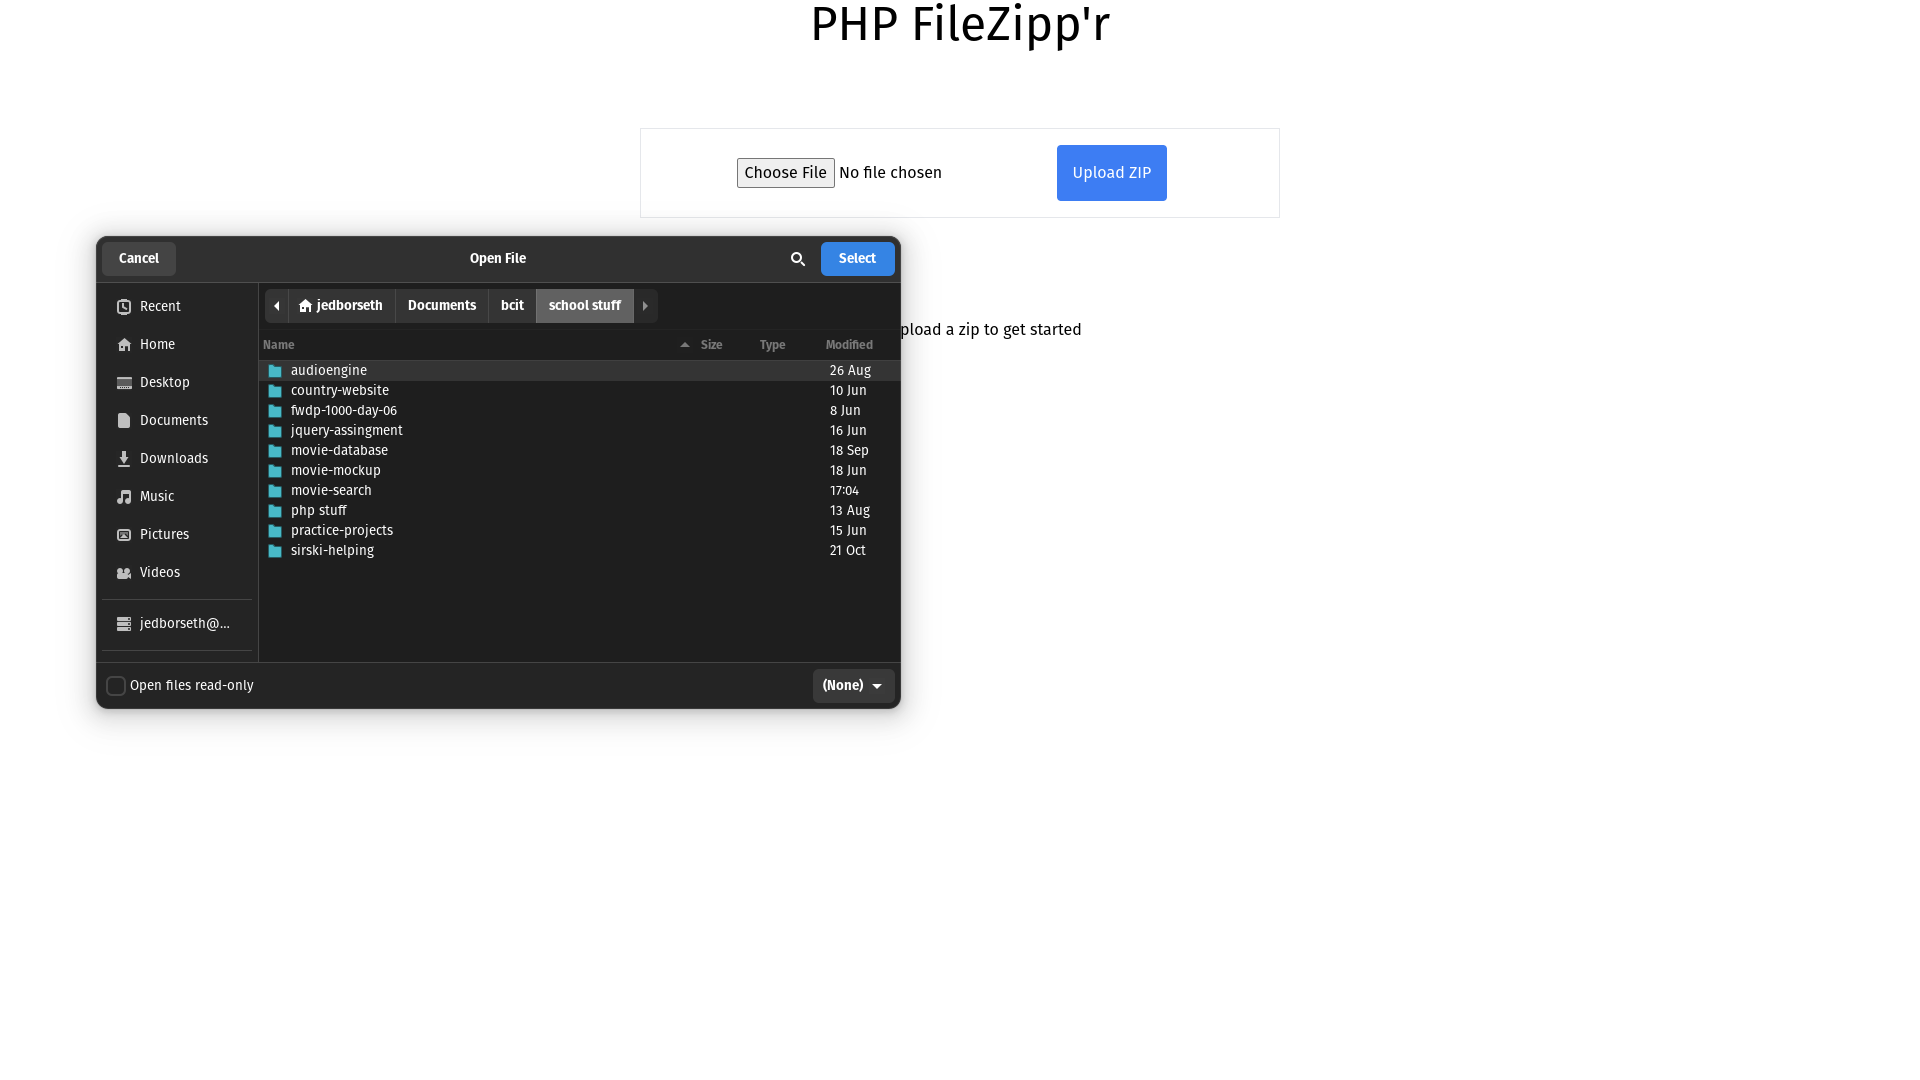 PHP FileZipp'r
Choose File No file chosen
Upload ZIP
Cancel
Open File
Select
Recent
Home
Desktop
Documents
Downloads
Music
Pictures
Videos
jedborseth@...
jedborseth Documents bcit school stuff
Name Size Type Modified
audioengine 26 Aug
country-website 10 Jun
fwdp-1000-day-06 8 Jun
jquery-assingment 16 Jun
movie-database 18 Sep
movie-mockup 18 Jun
movie-search 17:04
php stuff 13 Aug
practice-projects 15 Jun
sirski-helping 21 Oct
Open files read-only
(None)
pload a zip to get started